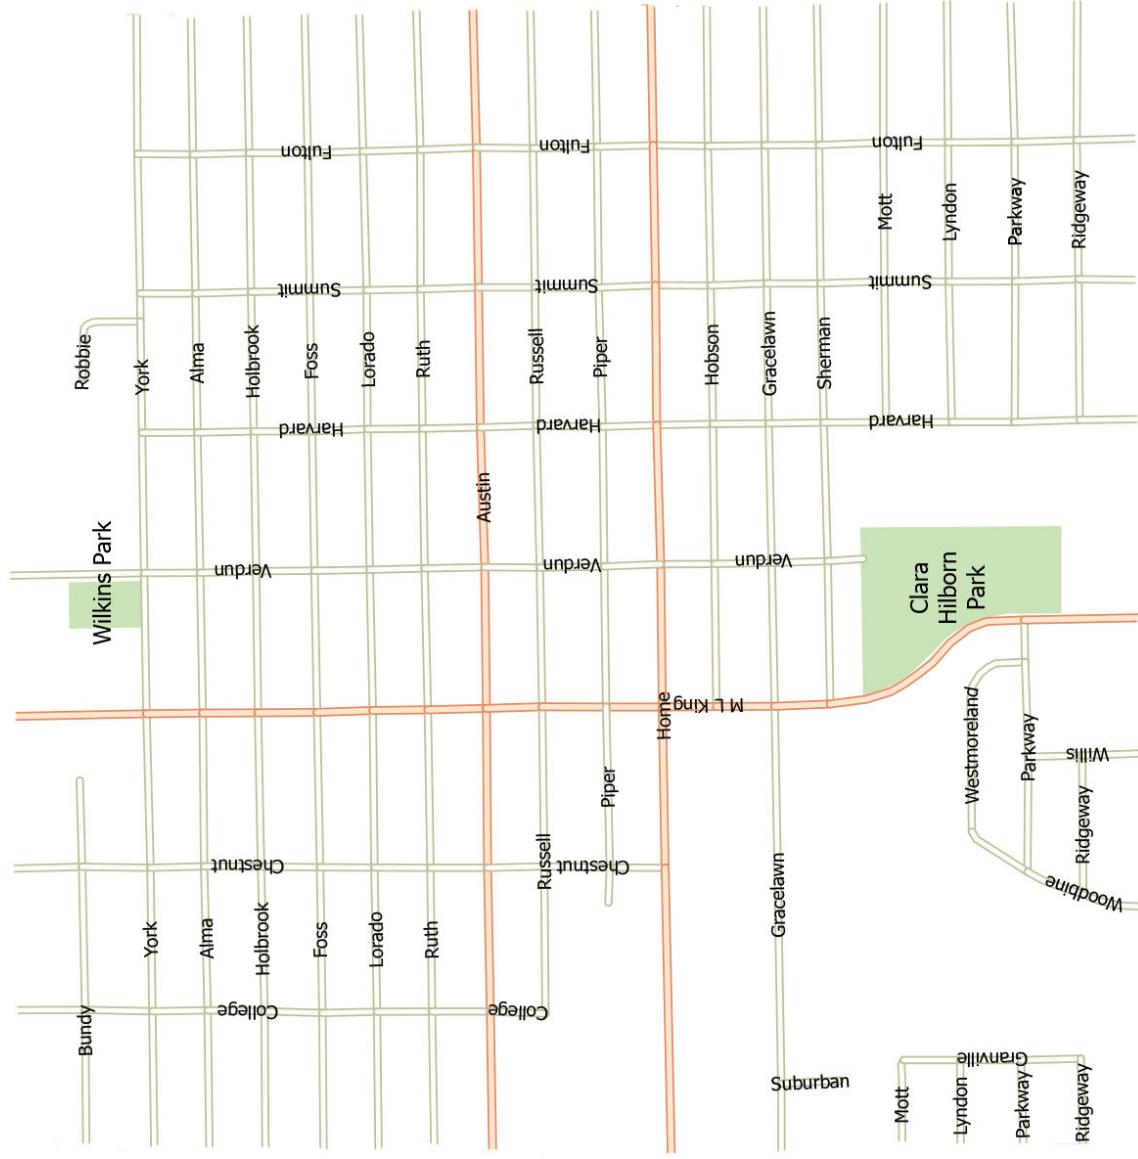 Fulton
Fulton
Fulton
Mott
Lyndon
Parkway
Ridgeway
Summit
Summit
Summit
Robbie
York
Alma
Holbrook
Foss
Lorado
Ruth
Russell
Piper
Hobson
Gracelawn
Sherman
Harvard
Harvard
Harvard
Austin
Wilkins Park
Verdun
Verdun
Verdun
Clara
Hilborn
Park
Home
M L King
Westmoreland
Parkway
Willis
Piper
Ridgeway
Chestnut
Russell
Chestnut
Gracelawn
Woodbine
York
Alma
Holbrook
Foss
Lorado
Ruth
Bundy
College
College
Granville
Suburban
Mott
Lyndon
Parkway
Ridgeway